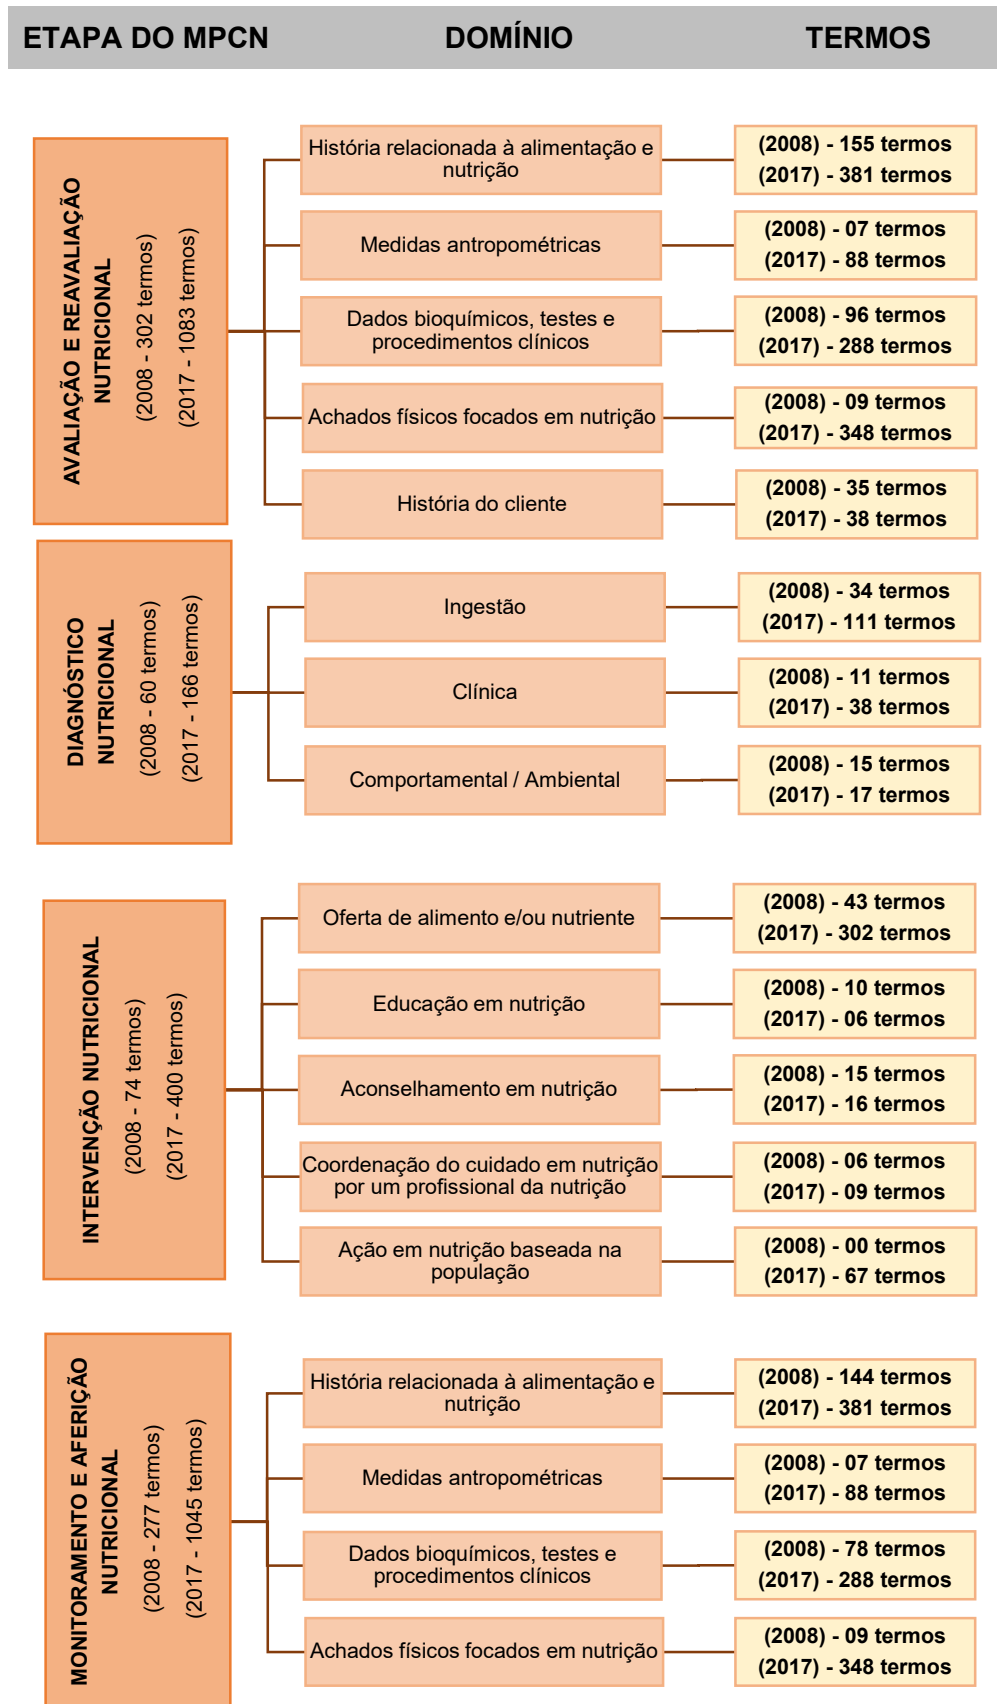 ETAPA DO MPCN DOMÍNIO TERMOS
AVALIAÇÃO E REAVALIAÇÃO
NUTRICIONAL
(2008 - 302 termos)
(2017 - 1083 termos)
História relacionada à alimentação e
nutrição
(2008) - 155 termos
(2017) - 381 termos
Medidas antropométricas
(2008) - 07 termos
(2017) - 88 termos
Dados bioquímicos, testes e
procedimentos clínicos
(2008) - 96 termos
(2017) - 288 termos
Achados físicos focados em nutrição
(2008) - 09 termos
(2017) - 348 termos
História do cliente
(2008) - 35 termos
(2017) - 38 termos
DIAGNÓSTICO
NUTRICIONAL
(2008 - 60 termos)
(2017 - 166 termos)
Ingestão
(2008) - 34 termos
(2017) - 111 termos
Clínica
(2008) - 11 termos
(2017) - 38 termos
Comportamental / Ambiental
(2008) - 15 termos
(2017) - 17 termos
INTERVENÇÃO NUTRICIONAL
(2008 - 74 termos)
(2017 - 400 termos)
Oferta de alimento e/ou nutriente
(2008) - 43 termos
(2017) - 302 termos
Educação em nutrição
(2008) - 10 termos
(2017) - 06 termos
Aconselhamento em nutrição
(2008) - 15 termos
(2017) - 16 termos
Coordenação do cuidado em nutrição
por um profissional da nutrição
(2008) - 06 termos
(2017) - 09 termos
Ação em nutrição baseada na
população
(2008) - 00 termos
(2017) - 67 termos
MONITORAMENTO E AFERIÇÃO
NUTRICIONAL
(2008 - 277 termos)
(2017 - 1045 termos)
História relacionada à alimentação e
nutrição
(2008) - 144 termos
(2017) - 381 termos
Medidas antropométricas
(2008) - 07 termos
(2017) - 88 termos
Dados bioquímicos, testes e
procedimentos clínicos
(2008) - 78 termos
(2017) - 288 termos
Achados físicos focados em nutrição
(2008) - 09 termos
(2017) - 348 termos